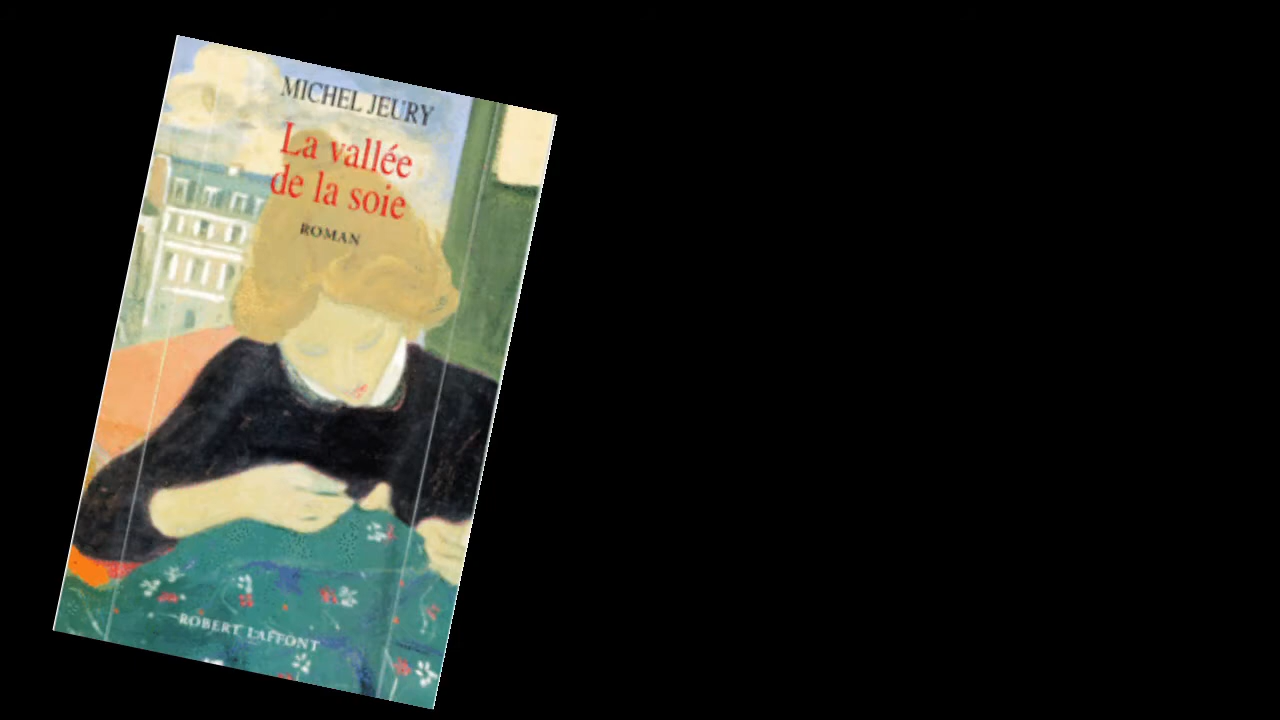 MICHEL JEURY
La vallée
de la soie
ROMAN
ROBERT LAFFONT